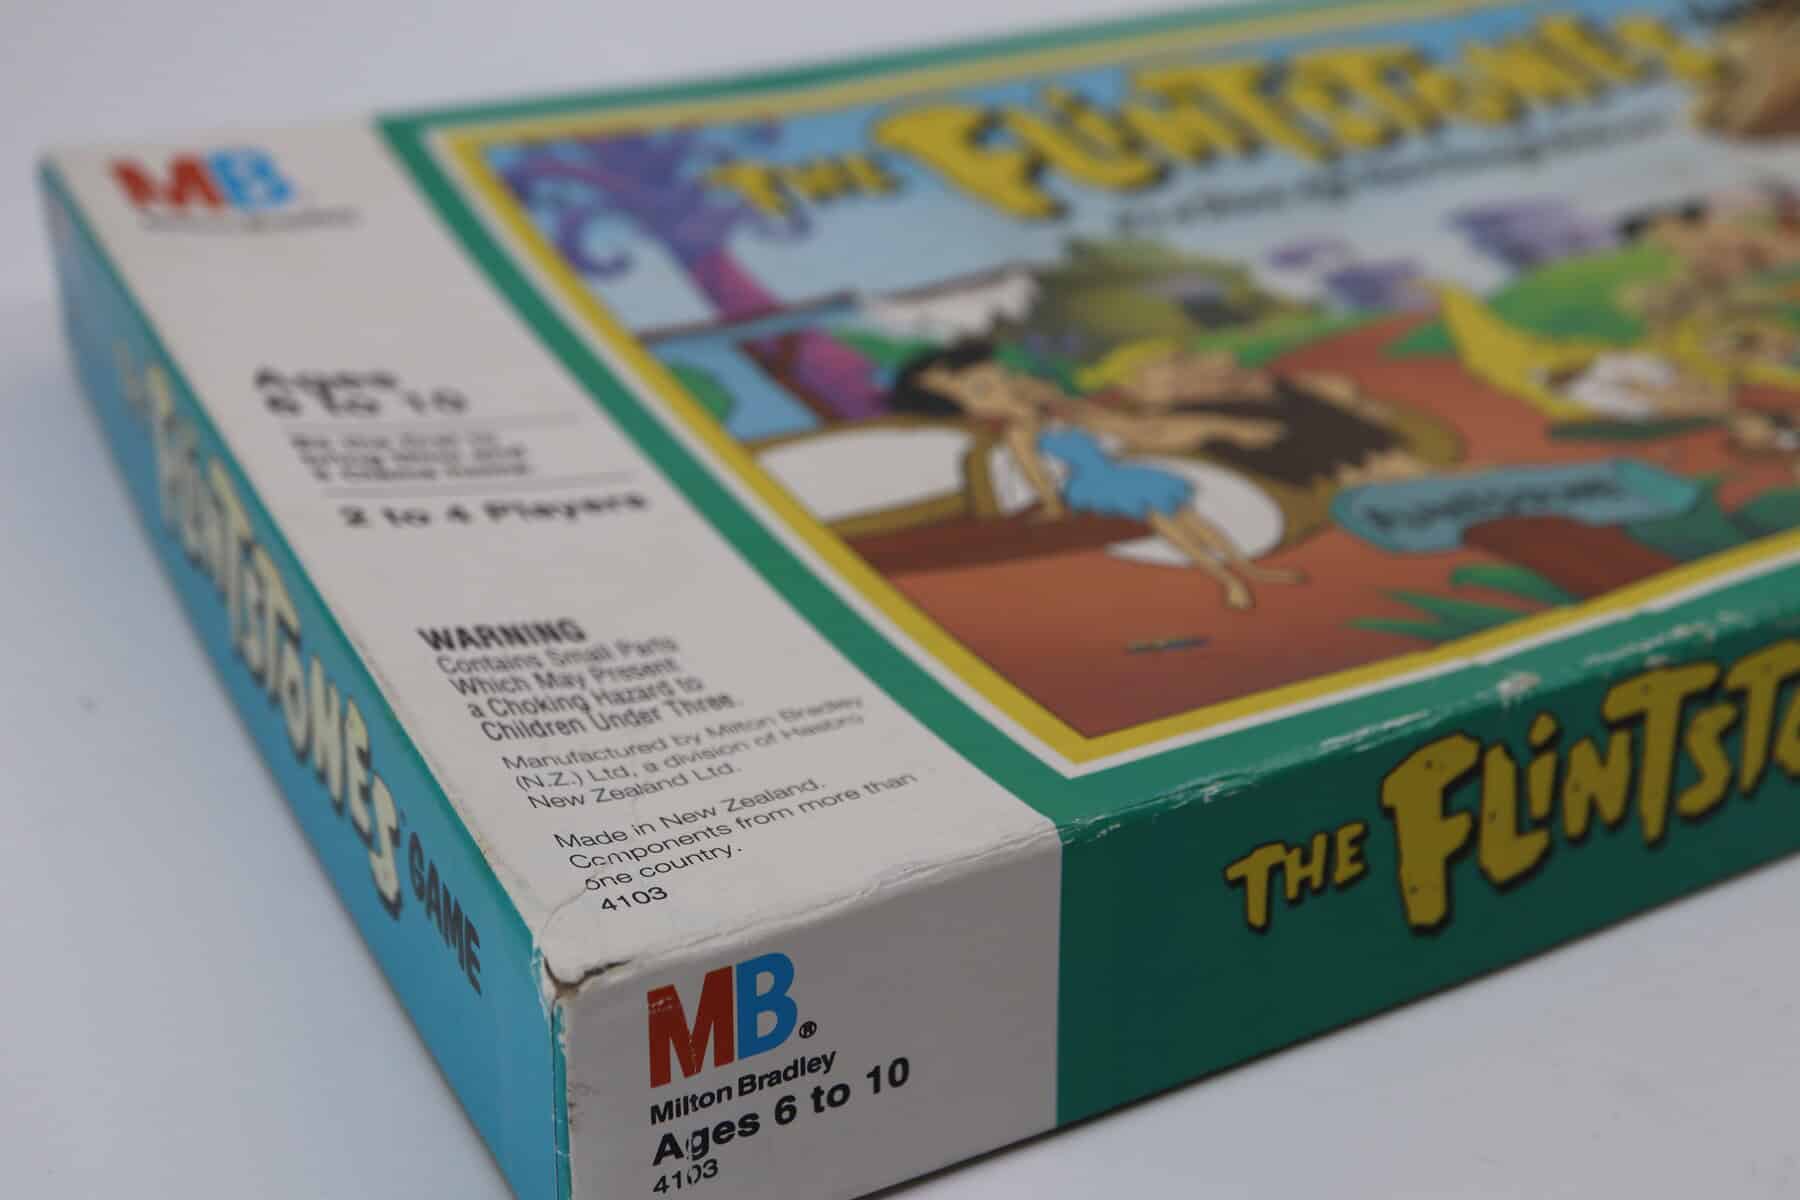 MB
THE FLINTSTONES
Ages
6 to 10
2 to 4 Players
WARNING
Contains Small Parts
Which May Present
a Choking Hazard to
Children Under Three.
Manufactured by Milton Bradley
(N.Z.) Ltd, a division of Hasbro
New Zealand Ltd.
Made in New Zealand.
Components from more than
one country.
4103
FLINTSTONES GAME
MB®
Milton Bradley
Ages 6 to 10
4103
THE FLINTSTO